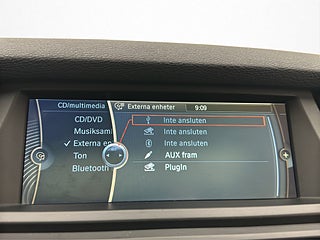 CD/multimedia
Externa enheter
9:09
CD/DVD
Musiksaml
Externa en
Ton
Bluetooth
Inte ansluten
Inte ansluten
Inte ansluten
AUX fram
PlugIn